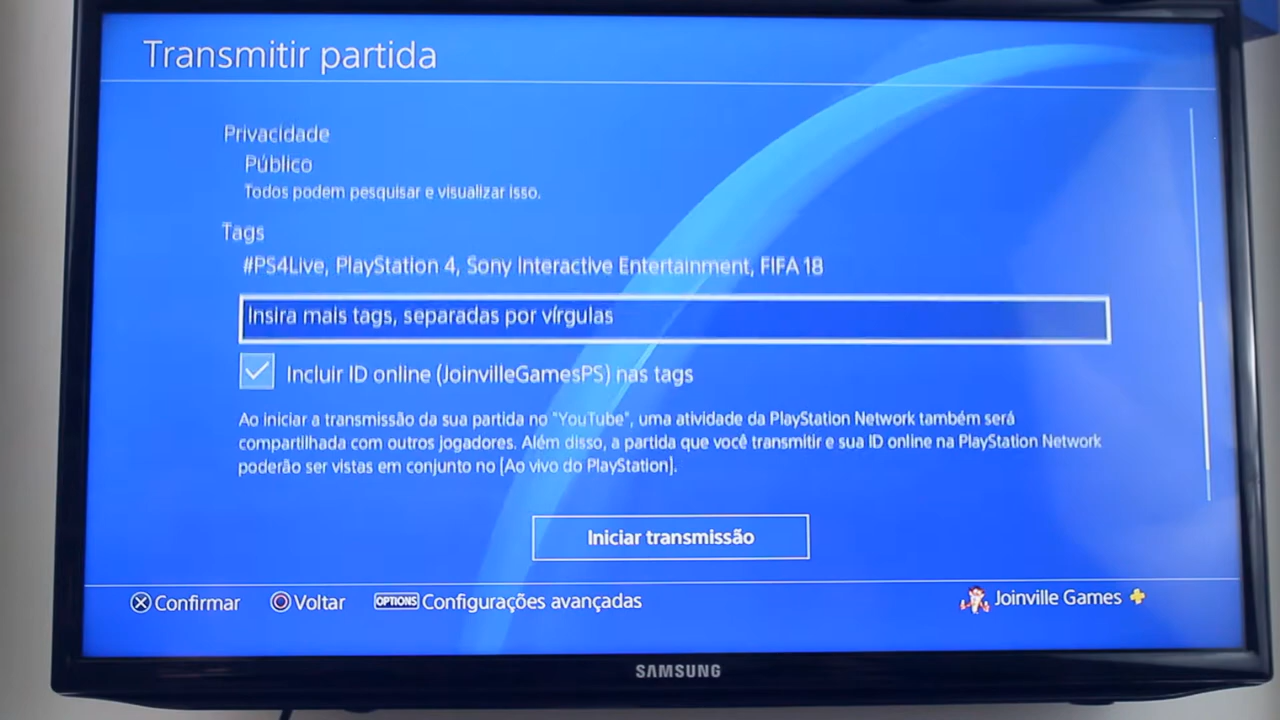 Transmitir partida
Privacidade
Público
Todos podem pesquisar e visualizar isso.
Tags
#PS4Live, PlayStation 4, Sony Interactive Entertainment, FIFA 18
Insira mais tags, separadas por vírgulas
Incluir ID online (JoinvilleGamesPS) nas tags
Ao iniciar a transmissão da sua partida no "YouTube", uma atividade da PlayStation Network também será
compartilhada com outros jogadores. Além disso, a partida que você transmitir e sua ID online na PlayStation Network
poderão ser vistas em conjunto no [Ao vivo do PlayStation].
Iniciar transmissão
Confirmar Voltar OPTIONS Configurações avançadas Joinville Games
SAMSUNG